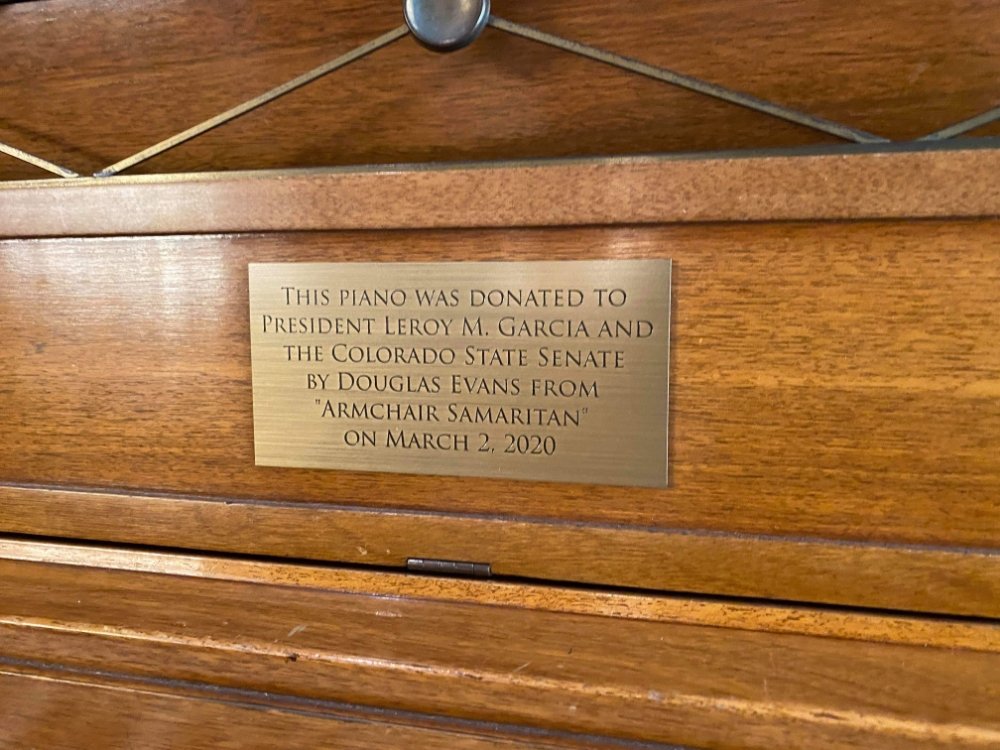 This piano was donated to
President Leroy M. Garcia and
the Colorado State Senate
by Douglas Evans from
"Armchair Samaritan"
on March 2, 2020